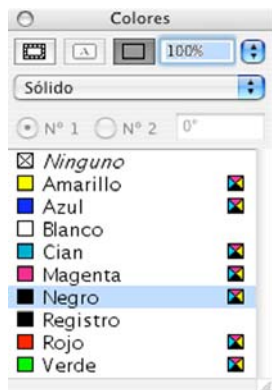 Colores
A 100%
Sólido
Nº 1 Nº 2 0°
Ninguno
Amarillo
Azul
Blanco
Cian
Magenta
Negro
Registro
Rojo
Verde